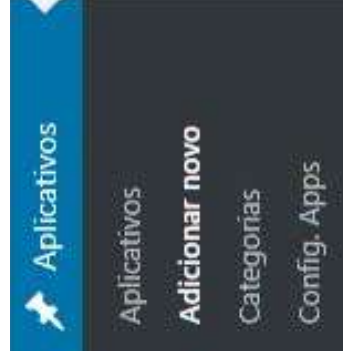 Aplicativos
Aplicativos
Adicionar novo
Categorias
Config. Apps